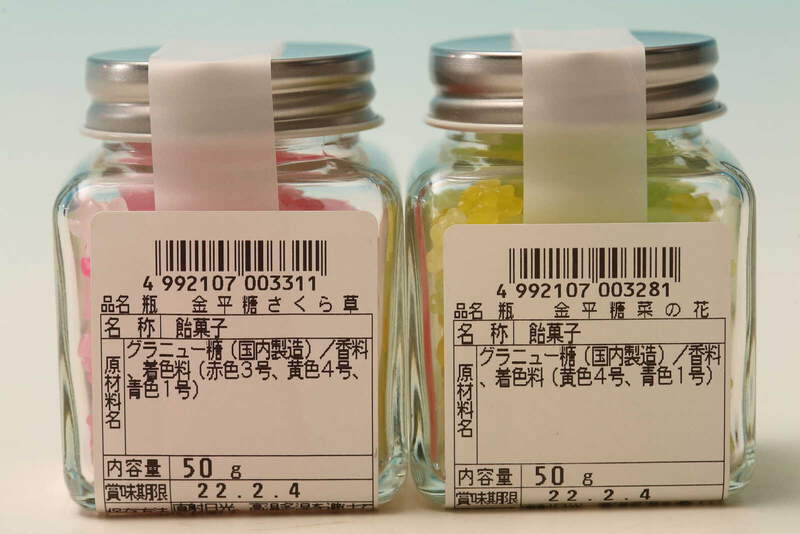 4 992107 003311
品名 瓶 金平糖さくら草
名 称 飴菓子
原材料名
グラニュー糖（国内製造）／香料
、着色料（赤色３号、黄色４号、
青色１号）
内容量 50 g
賞味期限 22.2.4
4 992107 003281
品名 瓶 金平糖菜の花
名 称 飴菓子
原材料名
グラニュー糖（国内製造）／香料
、着色料（黄色４号、青色１号）
内容量 50 g
賞味期限 22.2.4